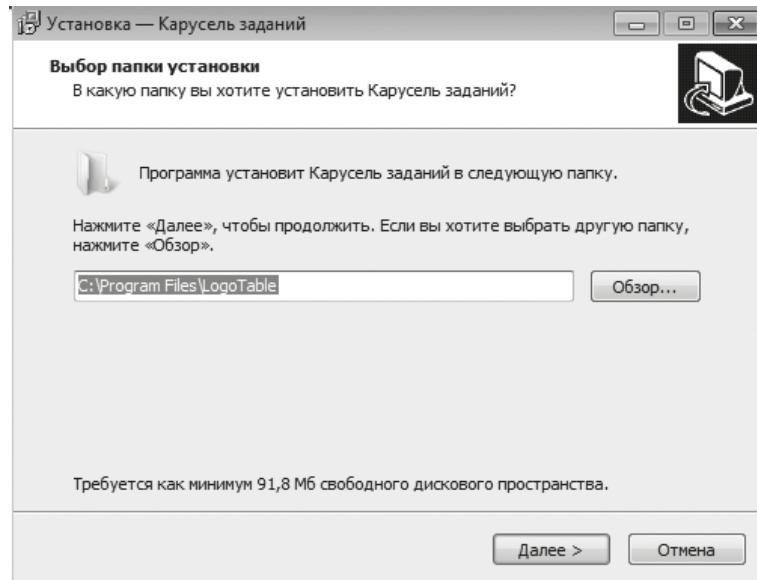 Установка — Карусель заданий
Выбор папки установки
В какую папку вы хотите установить Карусель заданий?
Программа установит Карусель заданий в следующую папку.
Нажмите «Далее», чтобы продолжить. Если вы хотите выбрать другую папку,
нажмите «Обзор».
C:\Program Files\LogoTable
Обзор...
Требуется как минимум 91,8 Мб свободного дискового пространства.
Далее >
Отмена